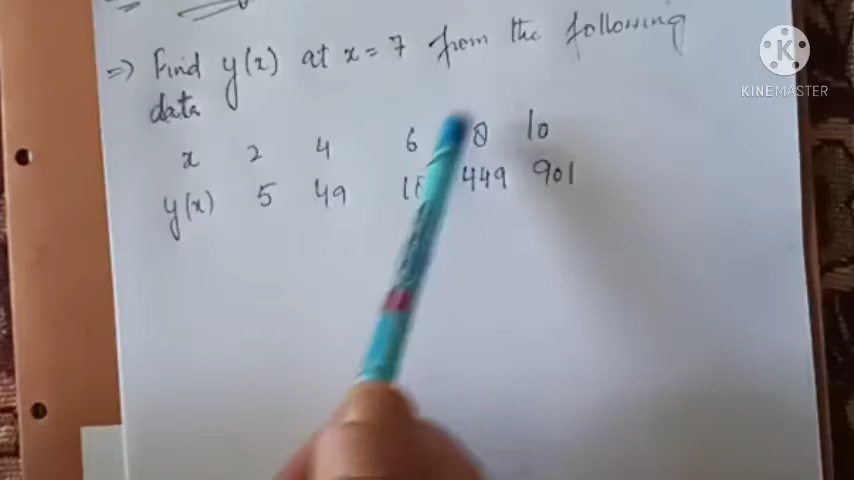 ⇒ Find y(x) at x = 7 from the following
data
x 2 4 6 8 10
y(x) 5 49 449 901
K
KINEMASTER